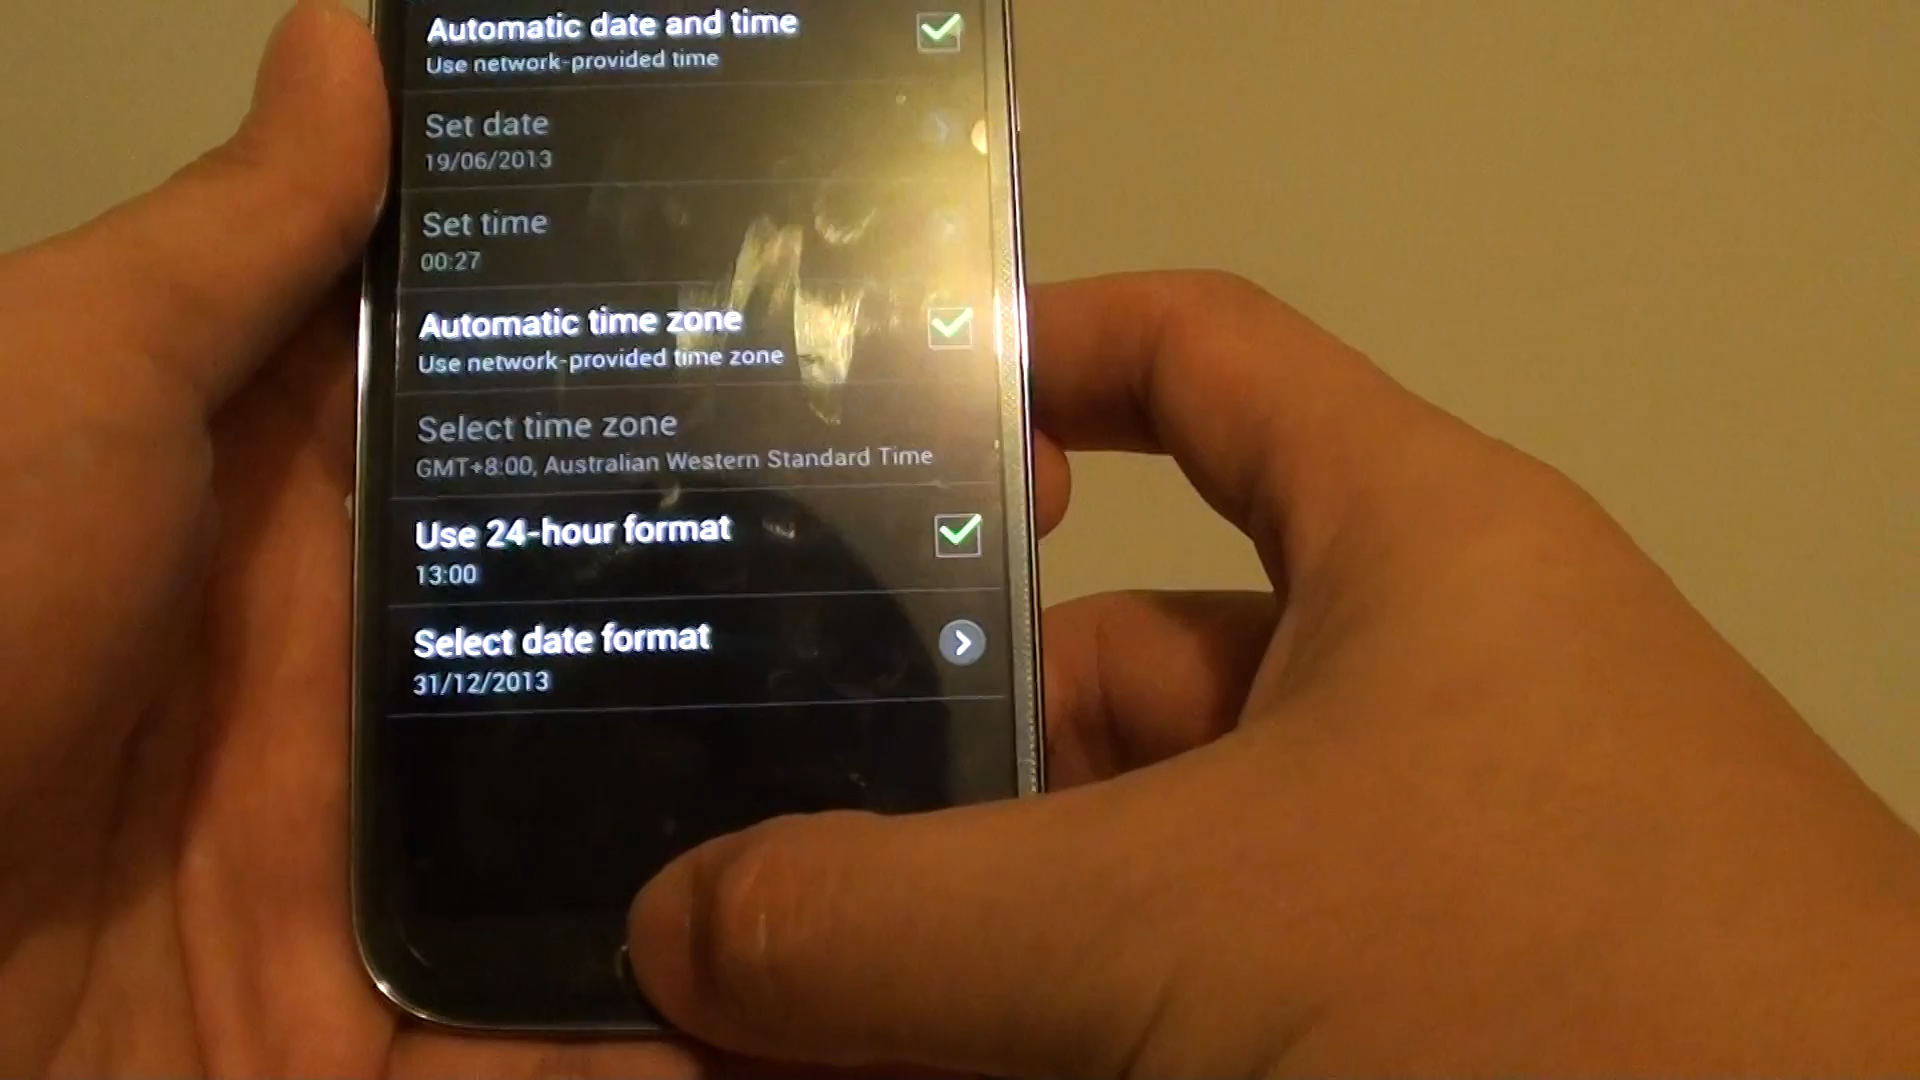 Automatic date and time
Use network-provided time
Set date
19/06/2013
Set time
00:27
Automatic time zone
Use network-provided time zone
Select time zone
GMT+8:00, Australian Western Standard Time
Use 24-hour format
13:00
Select date format
31/12/2013